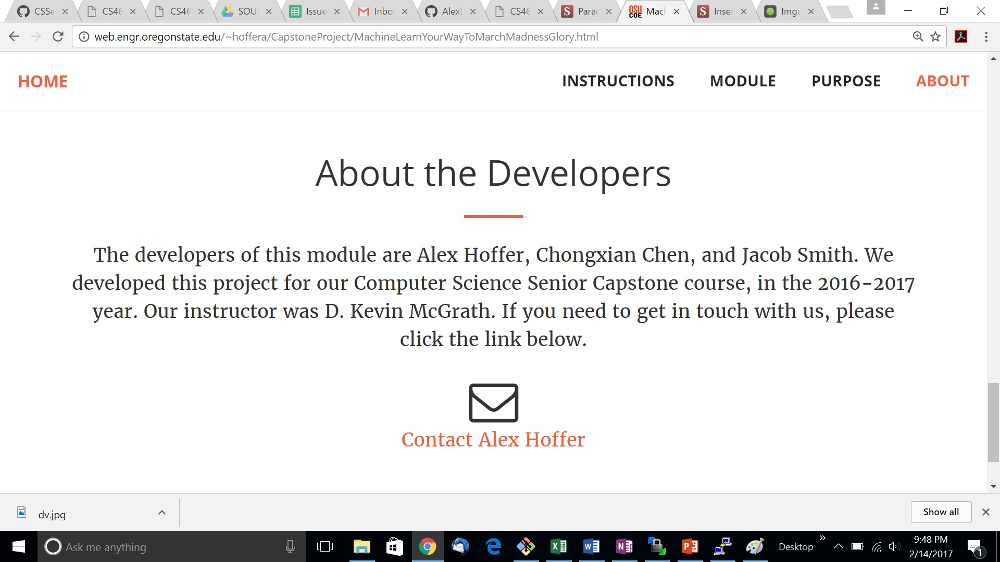 CSSe
CS46
CS46
SOUI
Issue
Inbo
Alex
CS46
S Parag
OSU COE Mach
S Inser
Imgu
web.engr.oregonstate.edu/~hoffera/CapstoneProject/MachineLearnYourWayToMarchMadnessGlory.html
HOME INSTRUCTIONS MODULE PURPOSE ABOUT
About the Developers
The developers of this module are Alex Hoffer, Chongxian Chen, and Jacob Smith. We
developed this project for our Computer Science Senior Capstone course, in the 2016-2017
year. Our instructor was D. Kevin McGrath. If you need to get in touch with us, please
click the link below.
Contact Alex Hoffer
dv.jpg
Show all
Ask me anything
Desktop
9:48 PM
2/14/2017
1